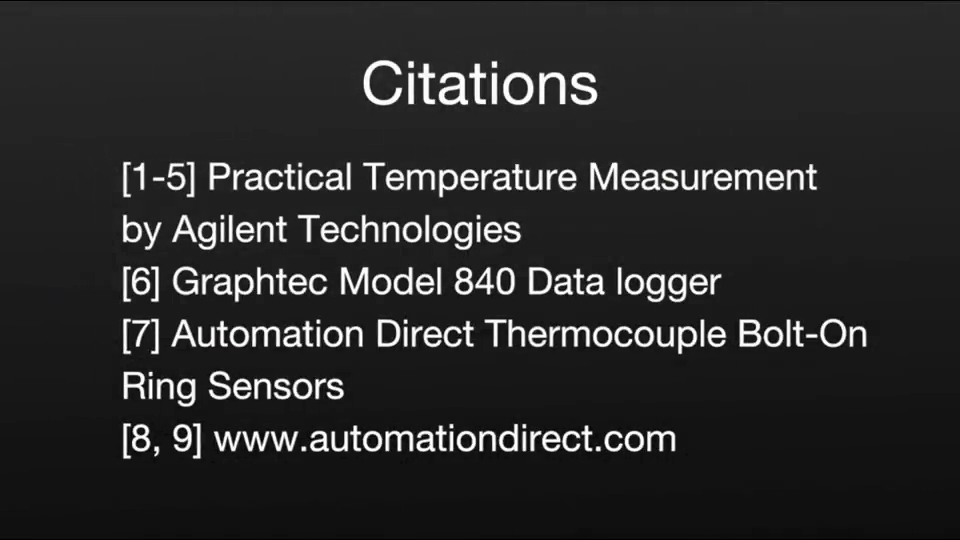 Citations
[1-5] Practical Temperature Measurement
by Agilent Technologies
[6] Graphtec Model 840 Data logger
[7] Automation Direct Thermocouple Bolt-On
Ring Sensors
[8, 9] www.automationdirect.com